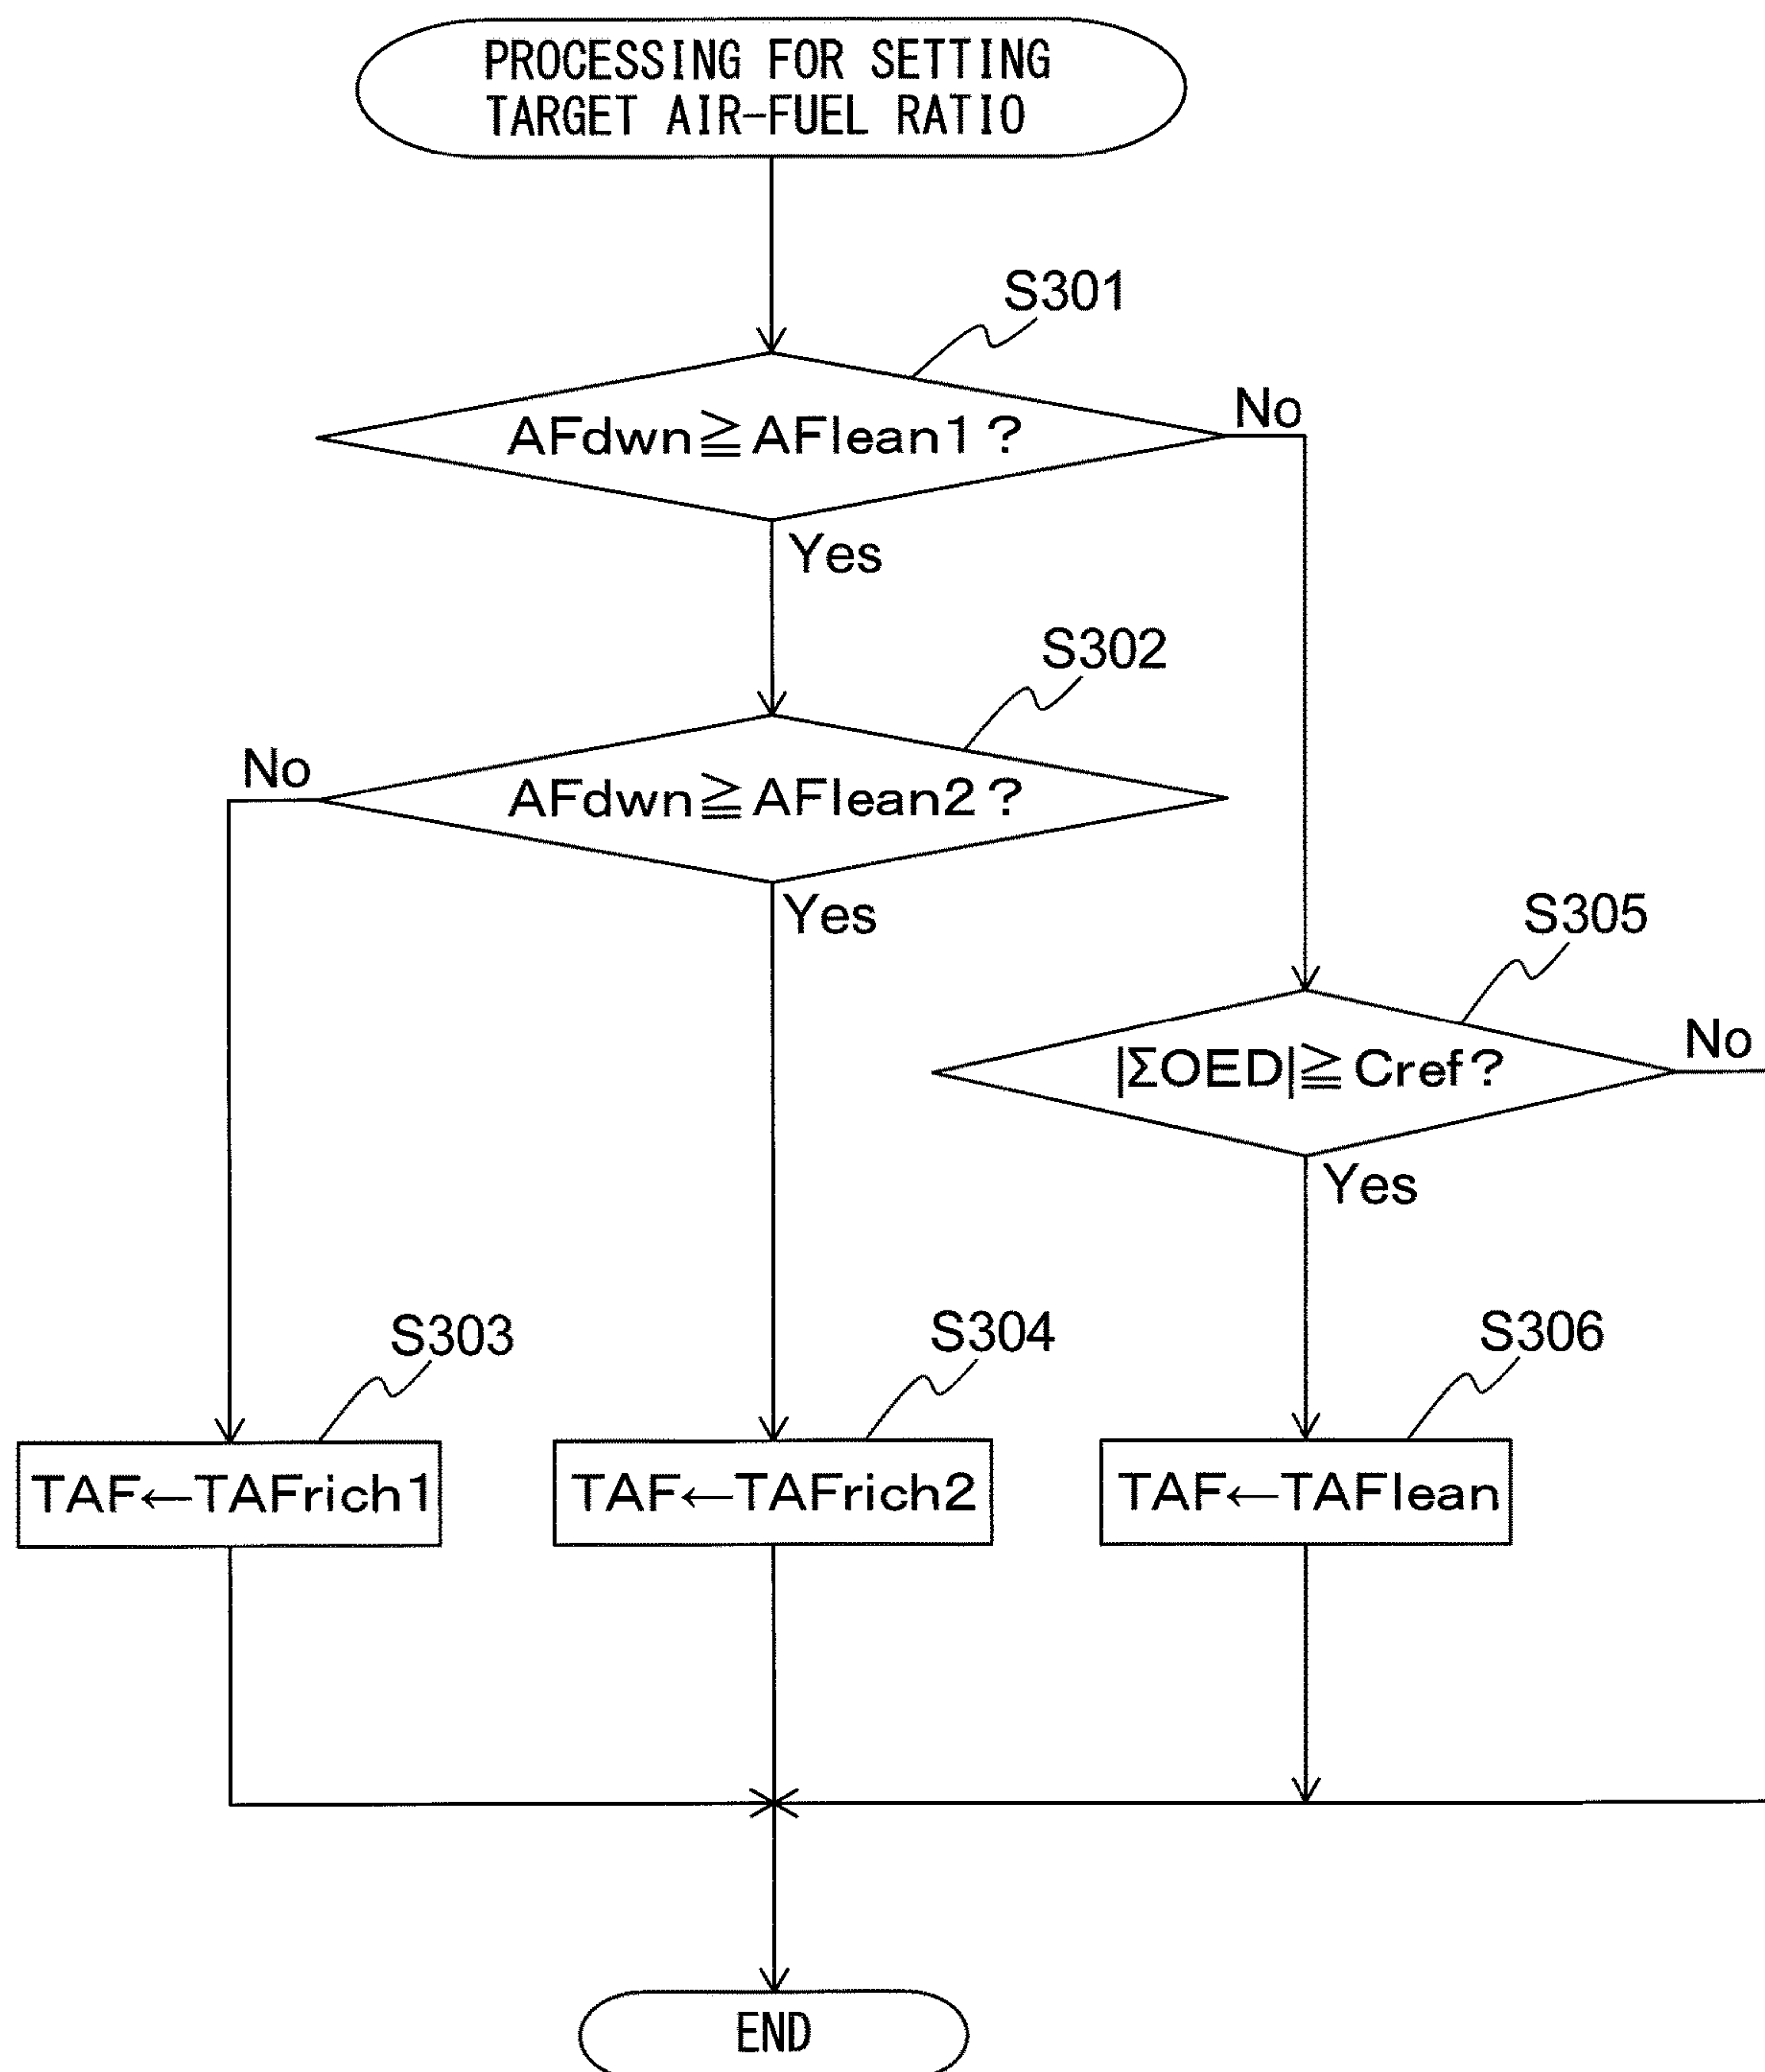 PROCESSING FOR SETTING
TARGET AIR-FUEL RATIO
S301
AFdwn≧AFlean1?
No
Yes
S302
No
AFdwn≧AFlean2?
Yes
S305
|ΣOED|≧Cref?
No
Yes
S303
S304
S306
TAF←TAFrich1
TAF←TAFrich2
TAF←TAFlean
END